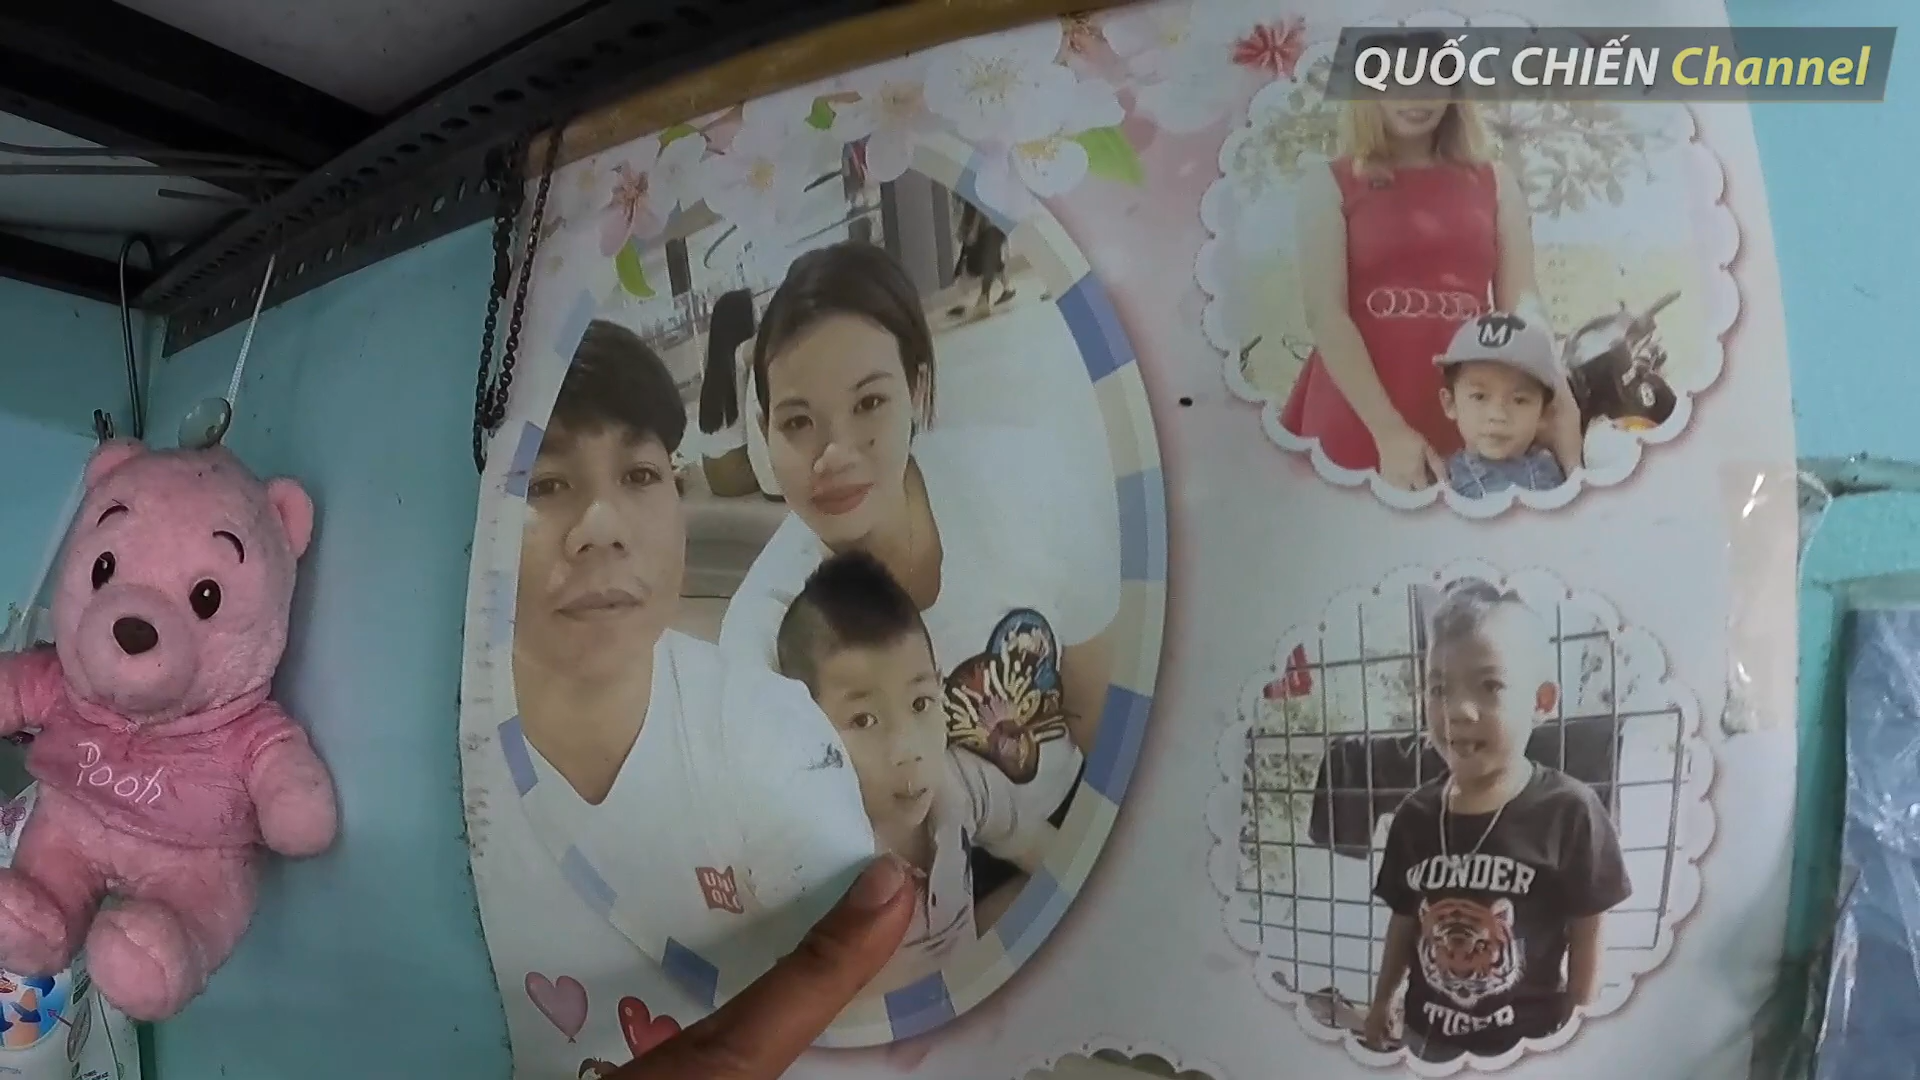 QUỐC CHIẾN Channel
M
Pooh
UNI
QLO
WONDER
TIGER